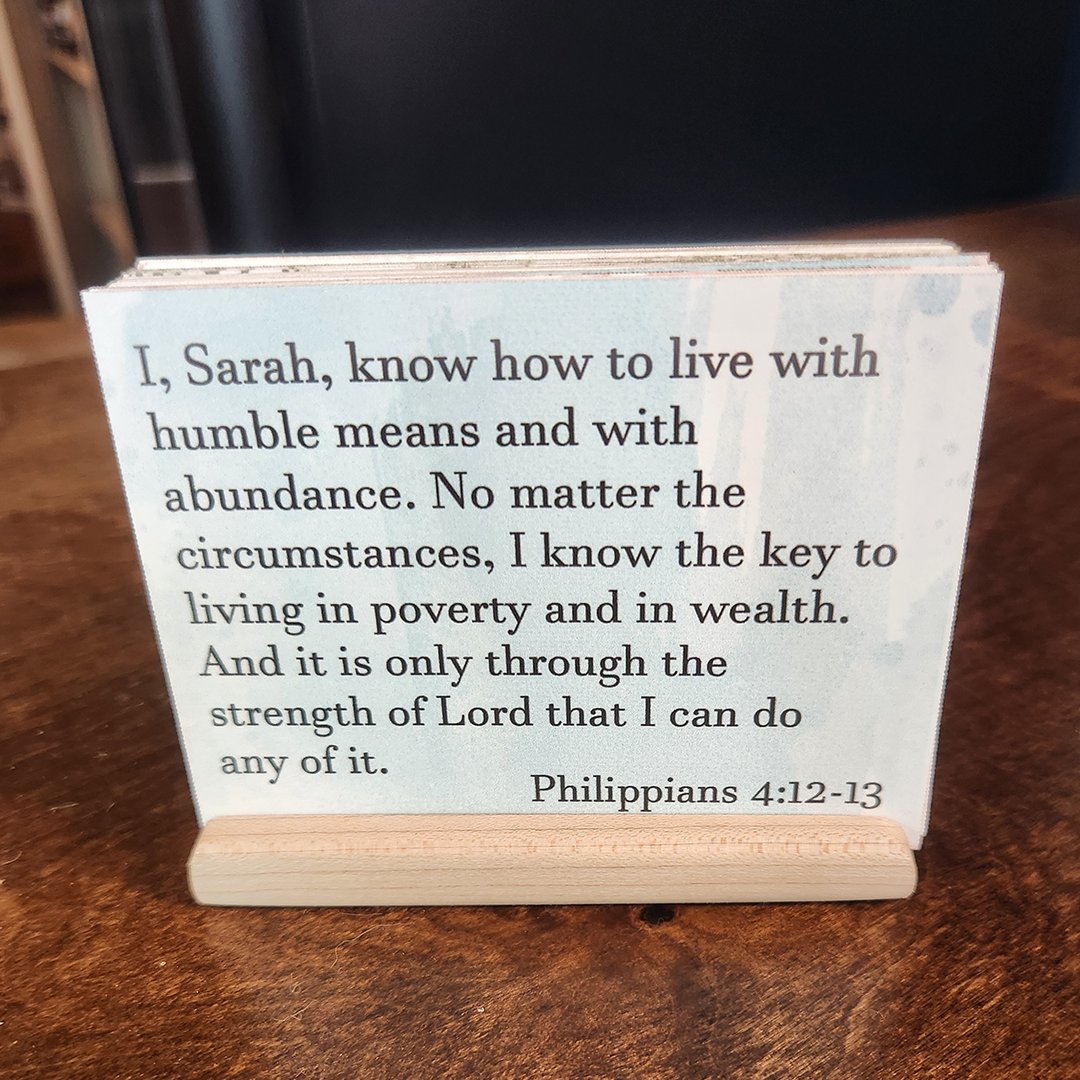 I, Sarah, know how to live with
humble means and with
abundance. No matter the
circumstances, I know the key to
living in poverty and in wealth.
And it is only through the
strength of Lord that I can do
any of it.
Philippians 4:12-13